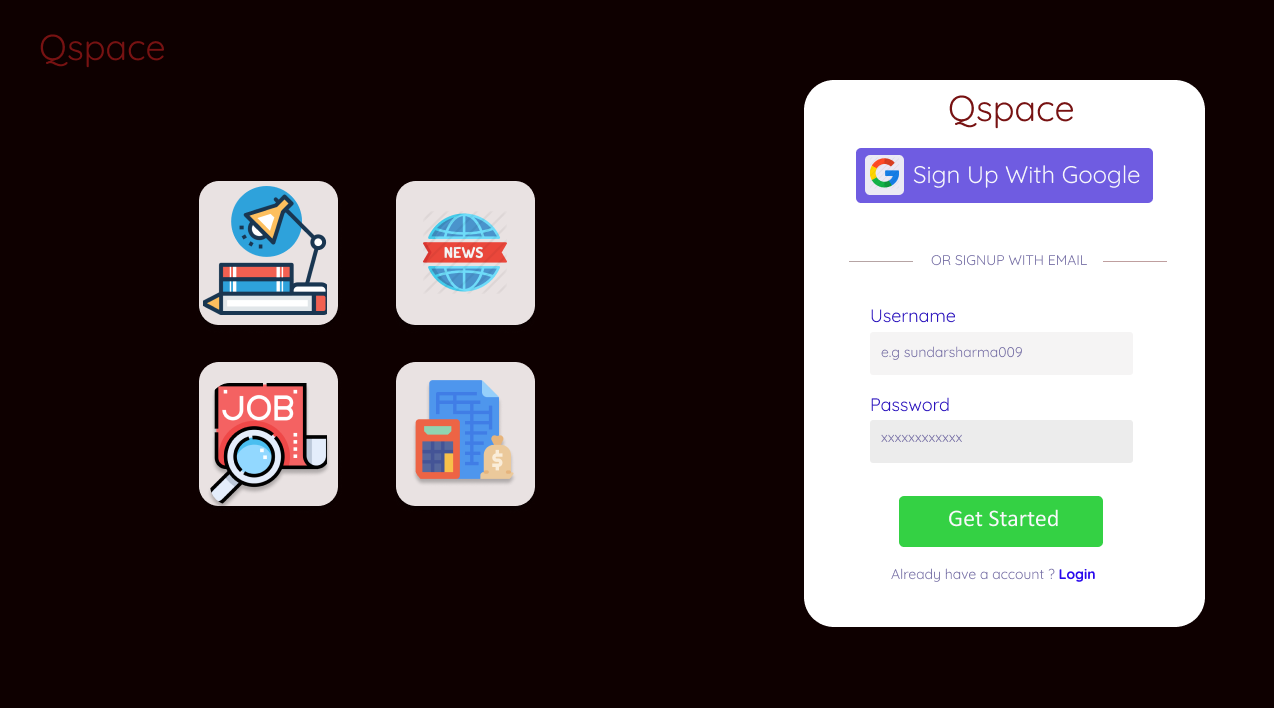 Qspace
NEWS
JOB
$
Qspace
Sign Up With Google
OR SIGNUP WITH EMAIL
Username
e.g sundarsharma009
Password
xxxxxxxxxxxx
Get Started
Already have a account ? Login